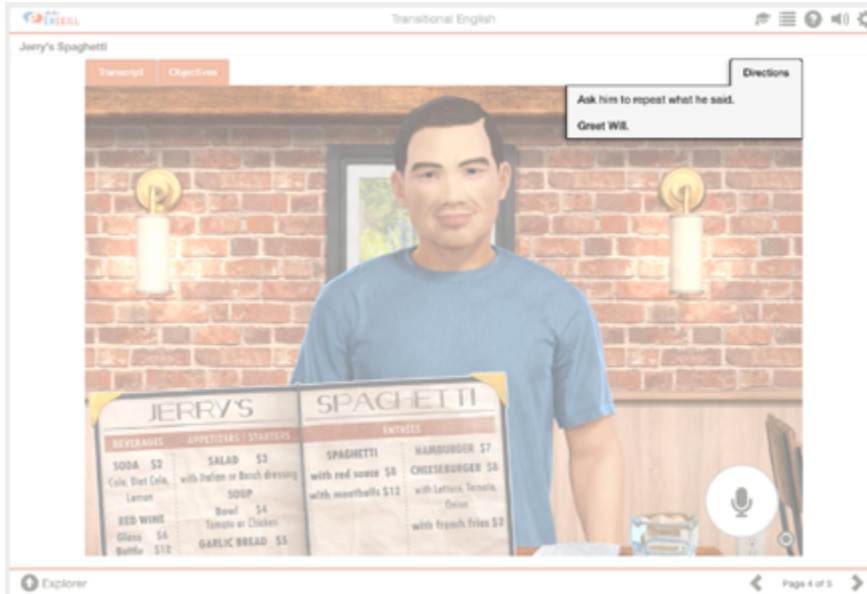 ENSKILL
Transitional English
Jerry's Spaghetti
Transcript
Objectives
Directions
Ask him to repeat what he said.
Greet Will.
JERRY'S SPAGHETTI
BEVERAGES
SODA $2
Cola, Diet Cola,
Lemon
RED WINE
Glass $6
Bottle $12
APPETIZERS | STARTERS
SALAD $3
with Italian or Ranch dressing
SOUP
Bowl $4
Tomato or Chicken
GARLIC BREAD $5
ENTRÉES
SPAGHETTI
with red sauce $8
with meatballs $12
HAMBURGER $7
CHEESEBURGER $8
with Lettuce, Tomato,
Onion
with french fries $2
Explorer
Page 4 of 5